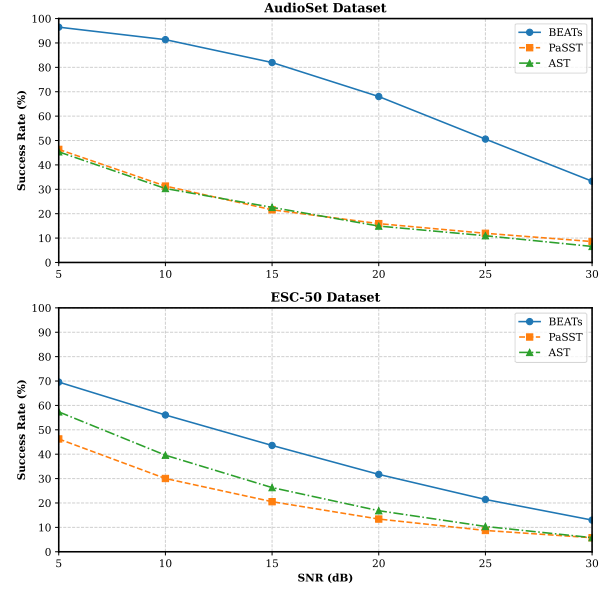 AudioSet Dataset
100
90
80
70
60
50
40
30
20
10
0
Success Rate (%)
BEATs
PaSST
AST
5 10 15 20 25 30
ESC-50 Dataset
100
90
80
70
60
50
40
30
20
10
0
Success Rate (%)
BEATs
PaSST
AST
5 10 15 20 25 30
SNR (dB)